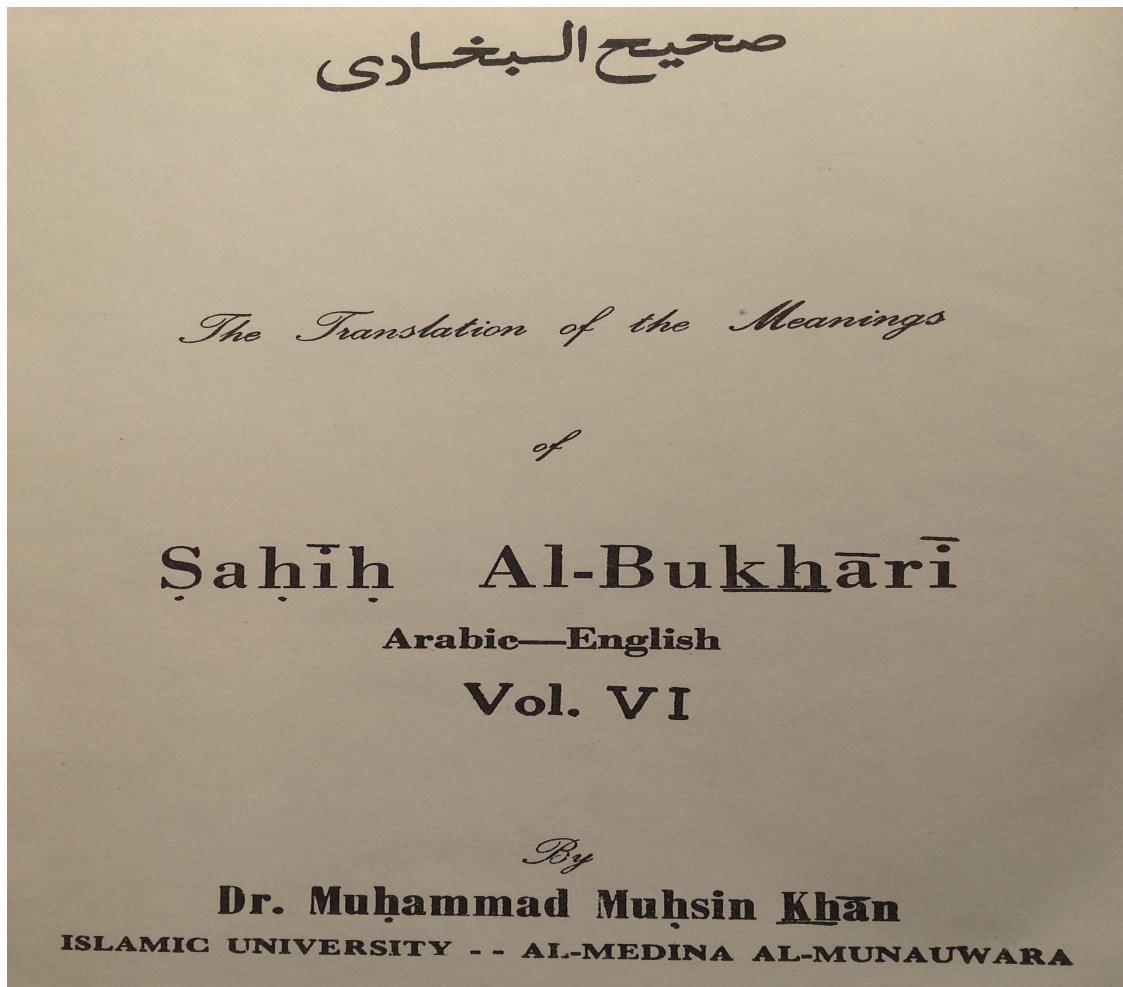 صحيح البخارى
The Translation of the Meanings
of
Ṣaḥīḥ Al-Bukhārī
Arabic—English
Vol. VI
By
Dr. Muḥammad Muḥsin Khān
ISLAMIC UNIVERSITY - - AL-MEDINA AL-MUNAUWARA